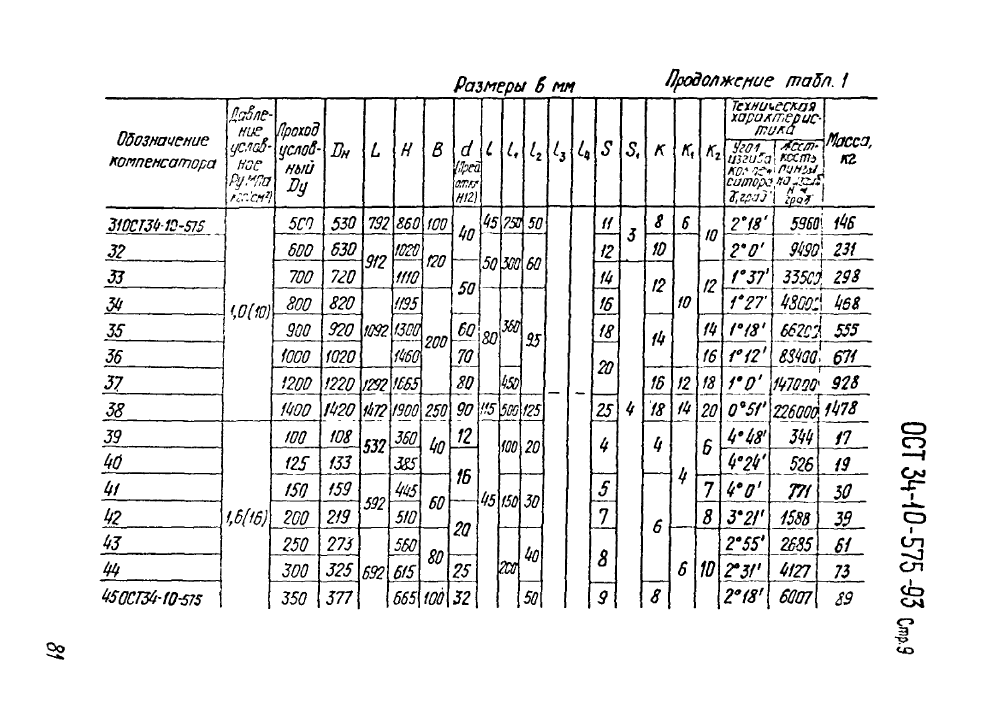 Размеры в мм
Продолжение табл. 1
Обозначение компенсатора | Давление условное Ру, МПа (кгс/см²) | Проход условный Ду | Dн | L | H | B | d (Пред. откл. H12) | l | l₁ | l₂ | l₃ | l₄ | S | S₁ | K | K₁ | K₂ | Техническая характеристика | Масса, кг
Угол изгиба компенсатора γ, град | Жесткость
31 ОСТ34-10-575 | 1,0(10) | 500 | 530 | 792 | 860 | 100 | 40 | 45 | 250 | 50 | – | – | 11 | 3 | 8 | 6 | 10 | 2°18' | 5960 | 146
32 | 600 | 630 | 912 | 1020 | 120 | 50 | 300 | 60 | 12 | 10 | 10 | 2°0' | 9490 | 231
33 | 700 | 720 | 1110 | 50 | 14 | 4 | 12 | 12 | 1°37' | 33500 | 298
34 | 800 | 820 | 1092 | 1195 | 200 | 80 | 360 | 95 | 16 | 1°27' | 48000 | 468
35 | 900 | 920 | 1300 | 60 | 18 | 14 | 14 | 1°18' | 66200 | 555
36 | 1000 | 1020 | 1460 | 70 | 20 | 16 | 1°12' | 83400 | 671
37 | 1200 | 1220 | 1292 | 1665 | 80 | 450 | 16 | 12 | 18 | 1°0' | 147000 | 928
38 | 1400 | 1420 | 1472 | 1900 | 250 | 90 | 115 | 500 | 125 | 25 | 18 | 14 | 20 | 0°51' | 226000 | 1478
39 | 1,6(16) | 100 | 108 | 532 | 360 | 40 | 12 | 45 | 100 | 20 | 4 | 4 | 4 | 6 | 4°48' | 344 | 17
40 | 125 | 133 | 385 | 16 | 4°24' | 526 | 19
41 | 150 | 159 | 592 | 445 | 60 | 150 | 30 | 5 | 6 | 7 | 4°0' | 771 | 30
42 | 200 | 219 | 510 | 20 | 7 | 8 | 3°21' | 1588 | 39
43 | 250 | 273 | 692 | 560 | 80 | 200 | 40 | 8 | 6 | 10 | 2°55' | 2685 | 61
44 | 300 | 325 | 615 | 25 | 2°31' | 4127 | 73
45 ОСТ34-10-575 | 350 | 377 | 665 | 100 | 32 | 50 | 9 | 8 | 2°18' | 6007 | 89
ОСТ 34-10-575-93 Стр.9
81